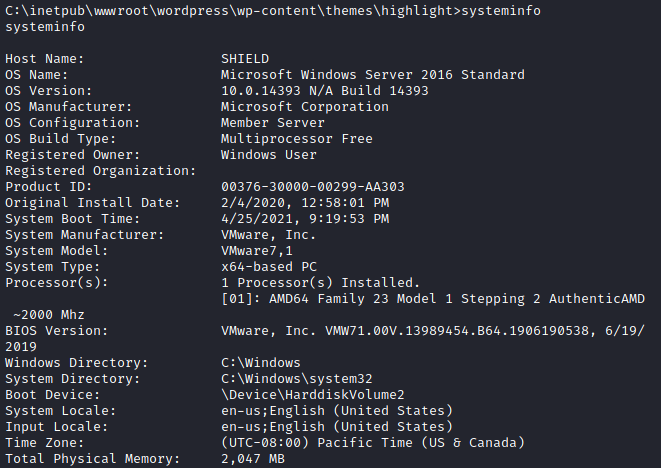 C:\inetpub\wwwroot\wordpress\wp-content\themes\highlight>systeminfo
systeminfo
Host Name: SHIELD
OS Name: Microsoft Windows Server 2016 Standard
OS Version: 10.0.14393 N/A Build 14393
OS Manufacturer: Microsoft Corporation
OS Configuration: Member Server
OS Build Type: Multiprocessor Free
Registered Owner: Windows User
Registered Organization:
Product ID: 00376-30000-00299-AA303
Original Install Date: 2/4/2020, 12:58:01 PM
System Boot Time: 4/25/2021, 9:19:53 PM
System Manufacturer: VMware, Inc.
System Model: VMware7,1
System Type: x64-based PC
Processor(s): 1 Processor(s) Installed.
[01]: AMD64 Family 23 Model 1 Stepping 2 AuthenticAMD
~2000 Mhz
BIOS Version: VMware, Inc. VMW71.00V.13989454.B64.1906190538, 6/19/
2019
Windows Directory: C:\Windows
System Directory: C:\Windows\system32
Boot Device: \Device\HarddiskVolume2
System Locale: en-us;English (United States)
Input Locale: en-us;English (United States)
Time Zone: (UTC-08:00) Pacific Time (US & Canada)
Total Physical Memory: 2,047 MB